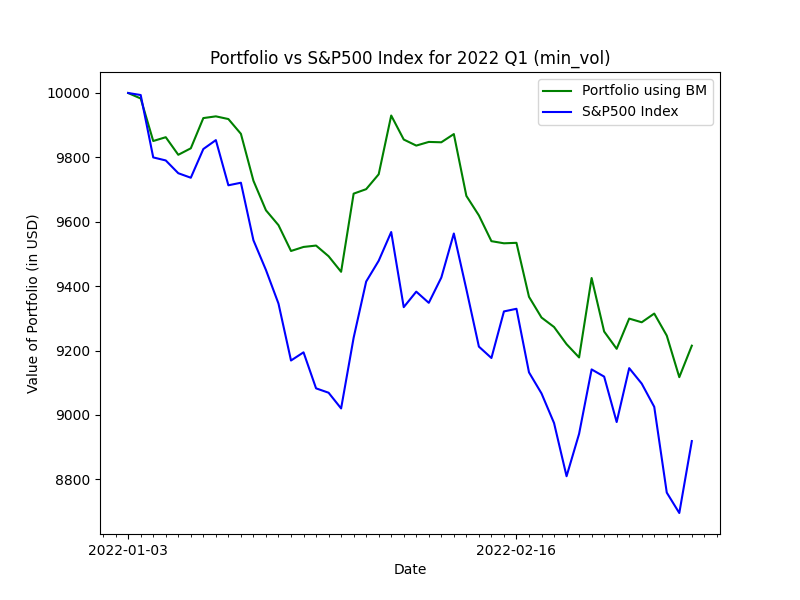 Portfolio vs S&P500 Index for 2022 Q1 (min_vol)
Portfolio using BM
S&P500 Index
Value of Portfolio (in USD)
10000
9800
9600
9400
9200
9000
8800
2022-01-03
2022-02-16
Date